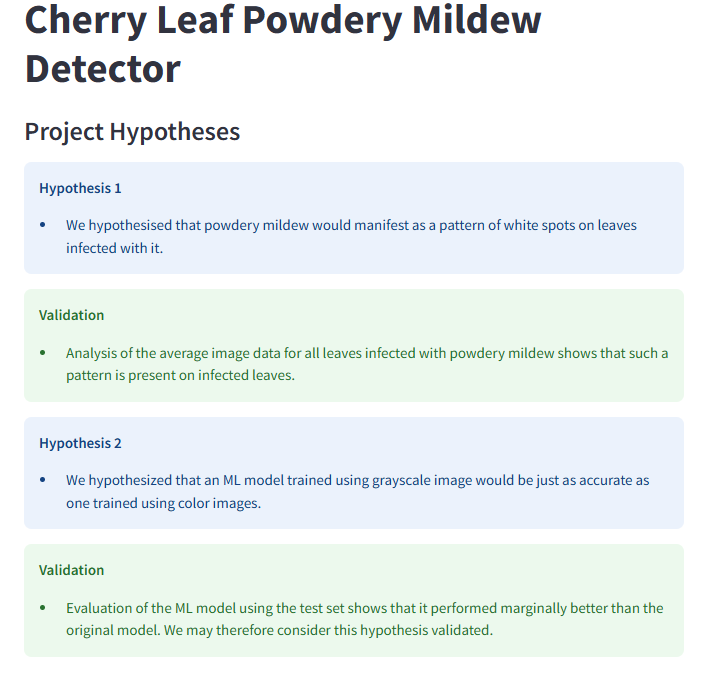 Cherry Leaf Powdery Mildew
Detector
Project Hypotheses
Hypothesis 1
• We hypothesised that powdery mildew would manifest as a pattern of white spots on leaves
infected with it.
Validation
• Analysis of the average image data for all leaves infected with powdery mildew shows that such a
pattern is present on infected leaves.
Hypothesis 2
• We hypothesized that an ML model trained using grayscale image would be just as accurate as
one trained using color images.
Validation
• Evaluation of the ML model using the test set shows that it performed marginally better than the
original model. We may therefore consider this hypothesis validated.